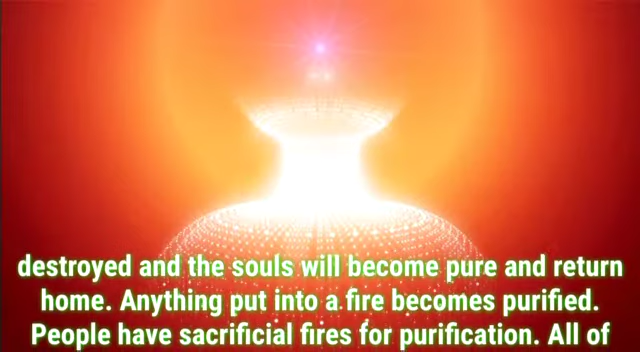 destroyed and the souls will become pure and return
home. Anything put into a fire becomes purified.
People have sacrificial fires for purification. All of